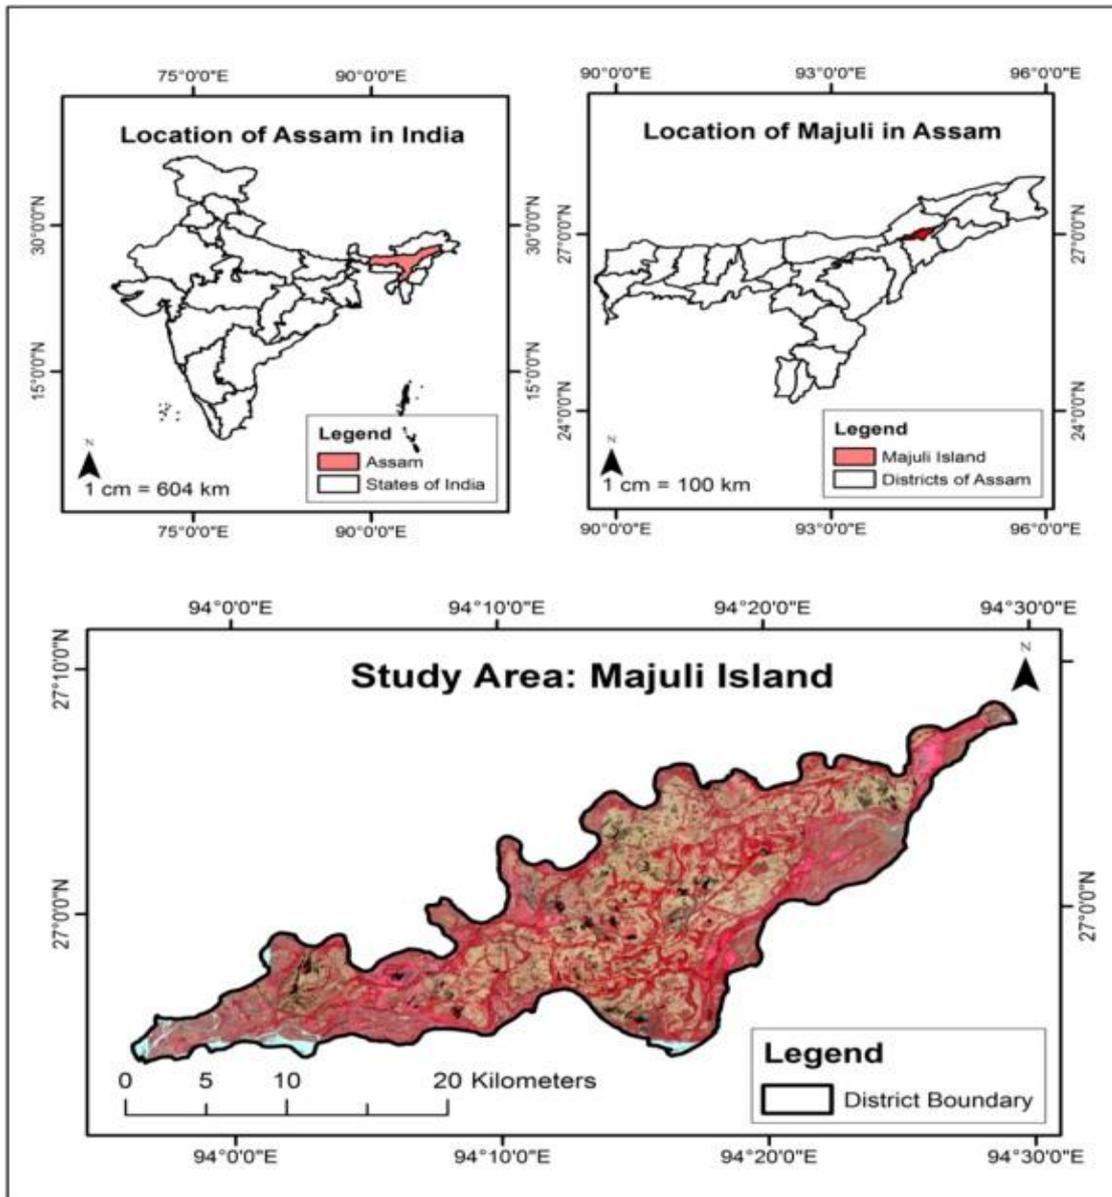 75°0'0"E 90°0'0"E
Location of Assam in India
30°0'0"N
15°0'0"N
30°0'0"N
15°0'0"N
Legend
Assam
States of India
N
1 cm = 604 km
75°0'0"E 90°0'0"E
90°0'0"E 93°0'0"E 96°0'0"E
Location of Majuli in Assam
27°0'0"N
24°0'0"N
27°0'0"N
24°0'0"N
Legend
Majuli Island
Districts of Assam
N
1 cm = 100 km
90°0'0"E 93°0'0"E 96°0'0"E
94°0'0"E 94°10'0"E 94°20'0"E 94°30'0"E
Study Area: Majuli Island
N
27°10'0"N
27°0'0"N
27°0'0"N
0 5 10 20 Kilometers
Legend
District Boundary
94°0'0"E 94°10'0"E 94°20'0"E 94°30'0"E